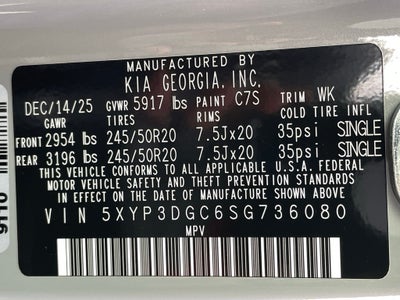 MANUFACTURED BY
KIA GEORGIA, INC.
DEC/14/25 GVWR 5917 lbs PAINT C7S TRIM WK
GAWR TIRES RIMS COLD TIRE INFL
FRONT 2954 lbs 245/50R20 7.5Jx20 35psi SINGLE
REAR 3196 lbs 245/50R20 7.5Jx20 35psi SINGLE
THIS VEHICLE CONFORMS TO ALL APPLICABLE U.S.A. FEDERAL
MOTOR VEHICLE SAFETY AND THEFT PREVENTION STANDARDS
IN EFFECT ON THE DATE OF MANUFACTURE SHOWN ABOVE.
VIN 5XYP3DGC6SG736080
MPV